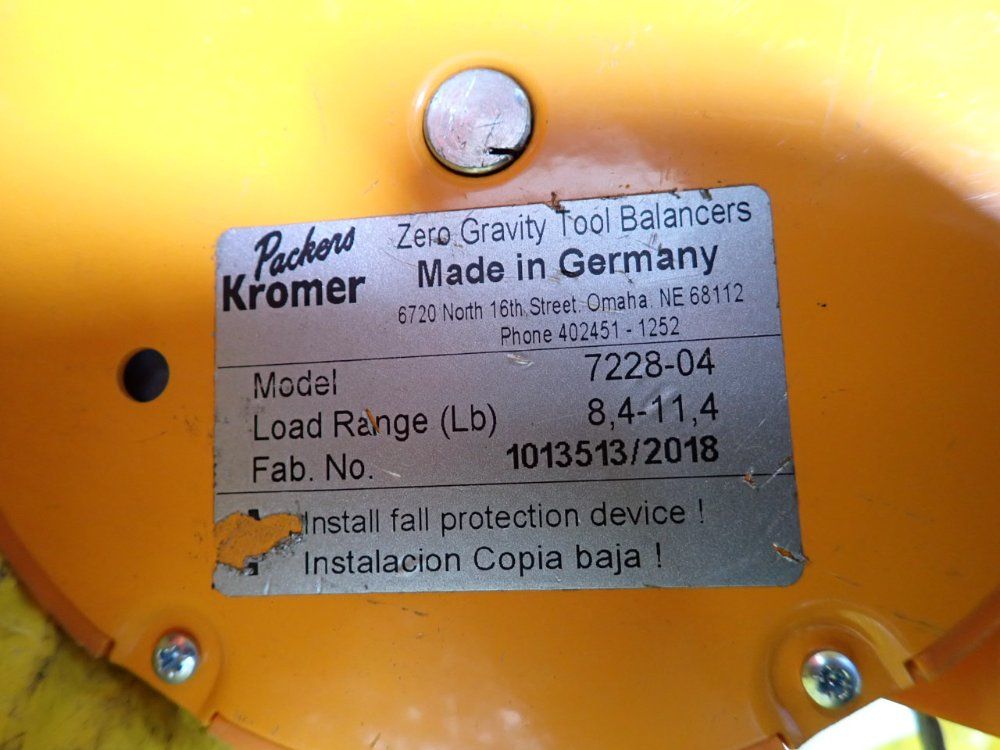 Packers
Kromer
Zero Gravity Tool Balancers
Made in Germany
6720 North 16th. Street. Omaha. NE 68112
Phone 402451 - 1252
Model 7228-04
Load Range (Lb) 8,4-11,4
Fab. No. 1013513/2018
Install fall protection device !
Instalacion Copia baja !